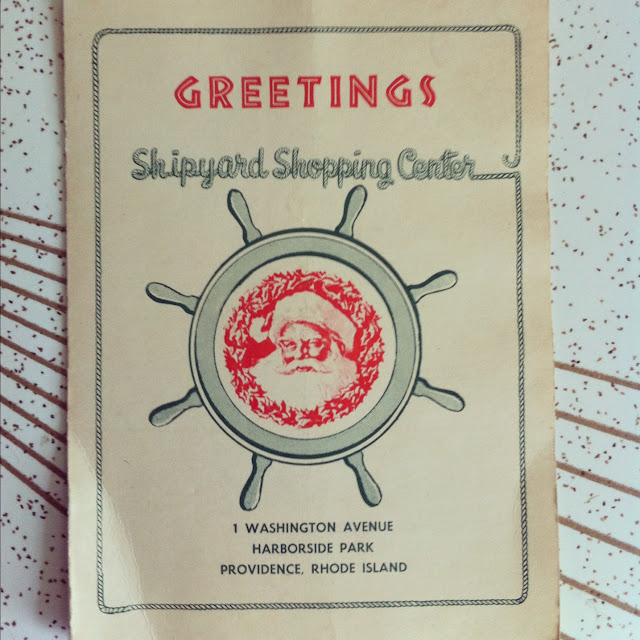 GREETINGS
Shipyard Shopping Center
1 WASHINGTON AVENUE
HARBORSIDE PARK
PROVIDENCE, RHODE ISLAND